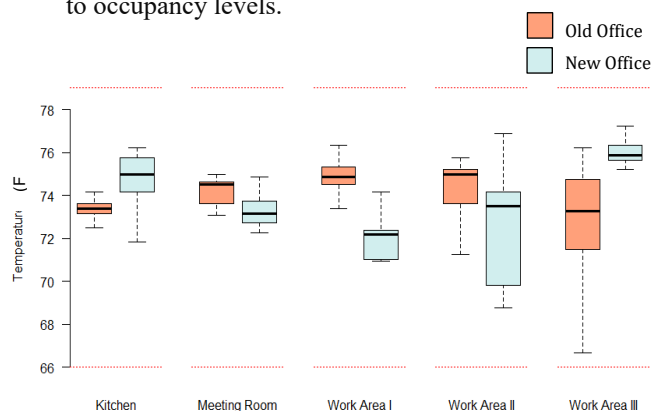 to occupancy levels.
Old Office
New Office
78
76
74
72
70
68
66
(F
Kitchen
Meeting Room
Work Area I
Work Area II
Work Area III